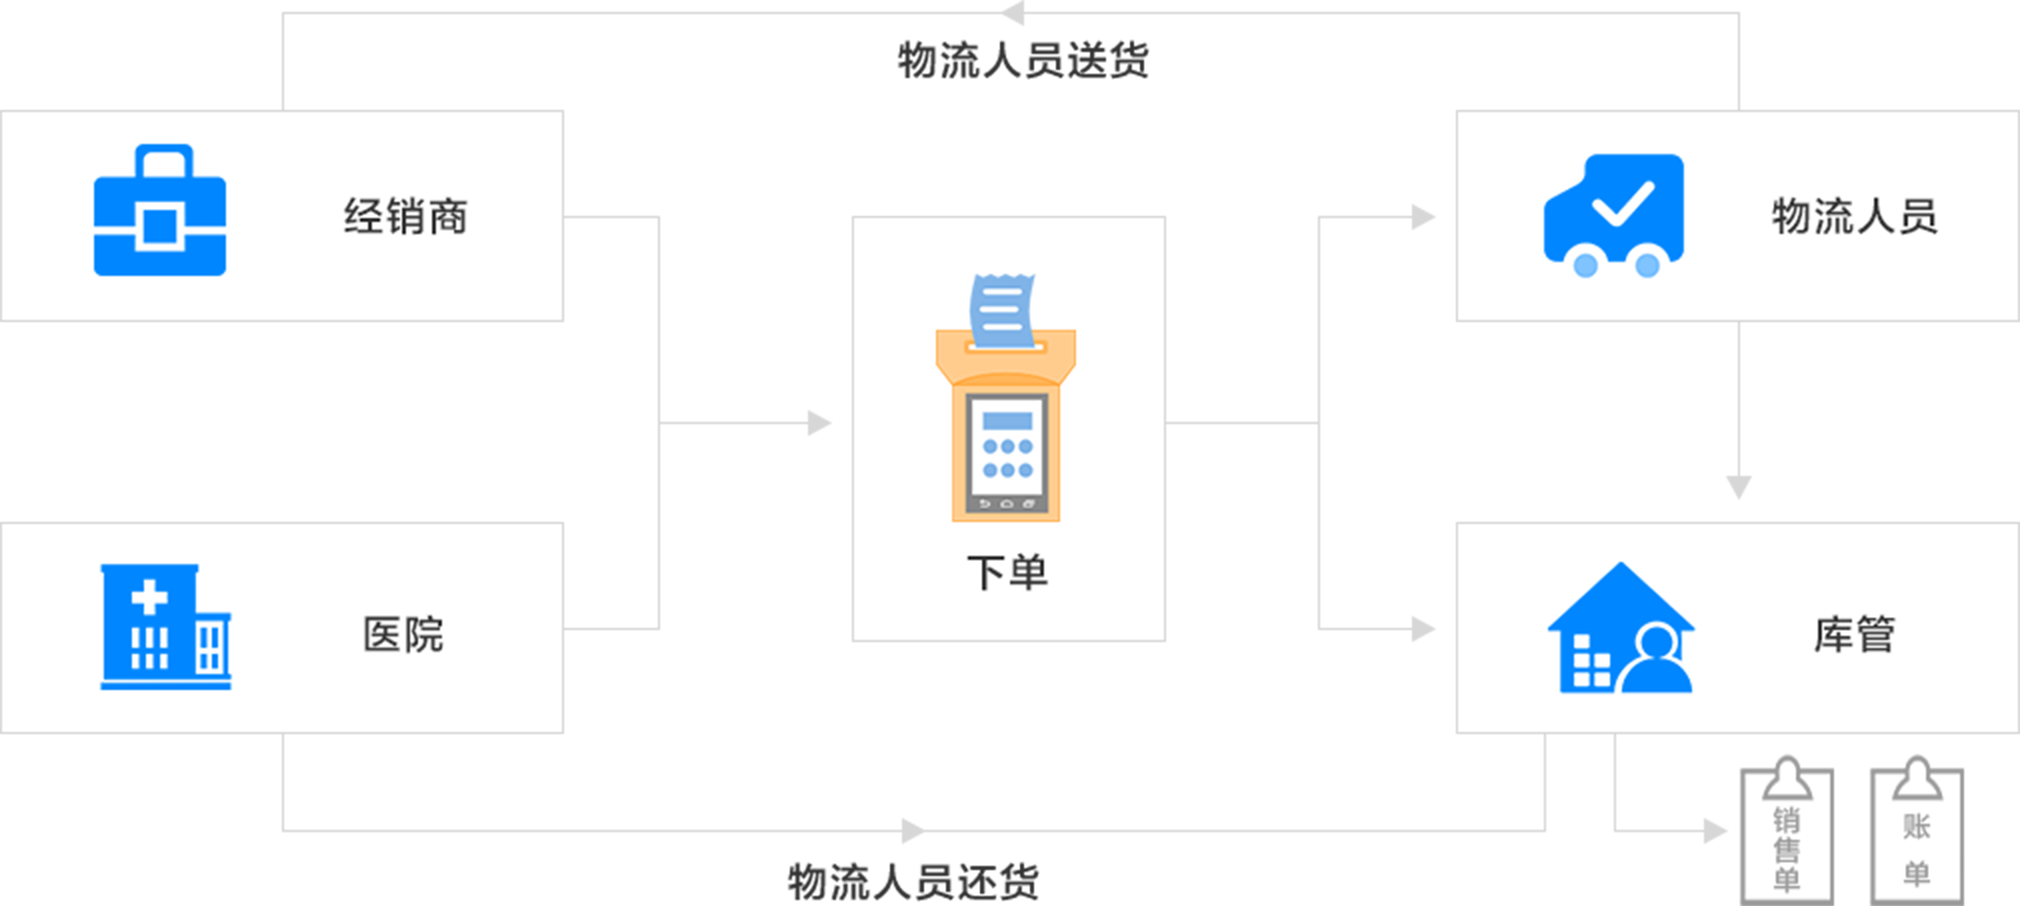 物流人员送货
经销商
物流人员
下单
医院
库管
销售单
账单
物流人员还货